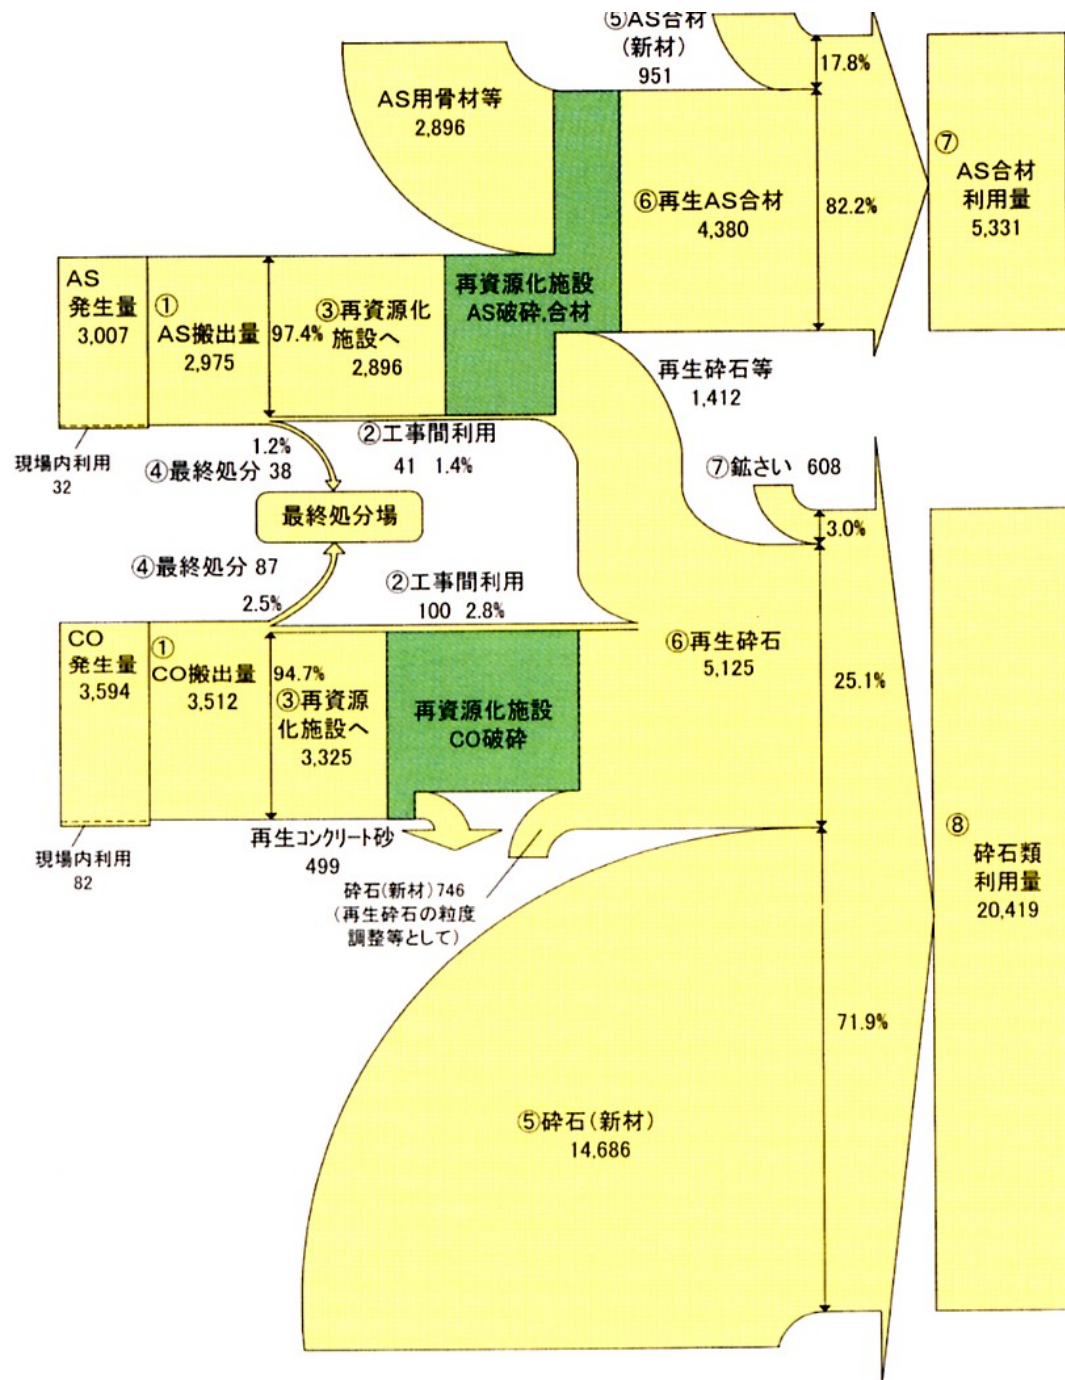 ⑤AS合材
(新材)
951
17.8%
AS用骨材等
2,896
⑦
AS合材
利用量
5,331
⑥再生AS合材
4,380
82.2%
AS
発生量
3,007
①
AS搬出量
2,975
97.4%
③再資源化
施設へ
2,896
再資源化施設
AS破砕,合材
再生砕石等
1,412
現場内利用
32
1.2%
④最終処分 38
②工事間利用
41 1.4%
⑦鉱さい 608
3.0%
最終処分場
④最終処分 87
2.5%
②工事間利用
100 2.8%
CO
発生量
3,594
①
CO搬出量
3,512
94.7%
③再資源
化施設へ
3,325
再資源化施設
CO破砕
⑥再生砕石
5,125
25.1%
現場内利用
82
再生コンクリート砂
499
砕石(新材)746
(再生砕石の粒度
調整等として)
⑧
砕石類
利用量
20,419
71.9%
⑤砕石(新材)
14,686